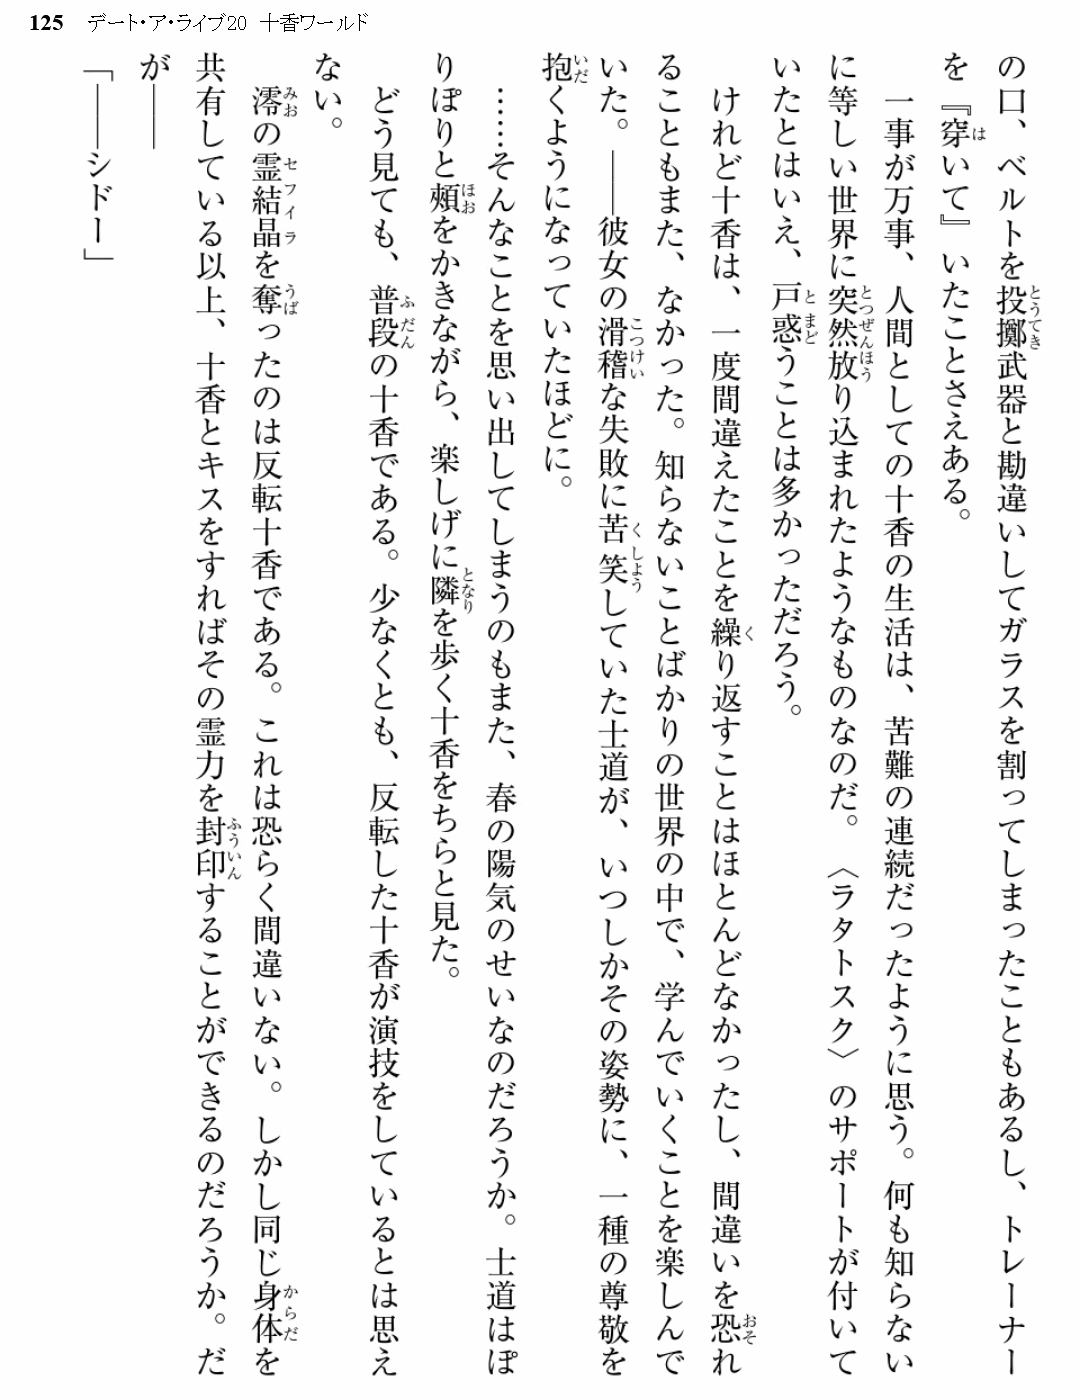 125 デート・ア・ライブ20 十香ワールド
の口、ベルトを投擲武器と勘違いしてガラスを割ってしまったこともあるし、トレーナー
を『穿いて』いたことさえある。
一事が万事、人間としての十香の生活は、苦難の連続だったように思う。何も知らない
に等しい世界に突然放り込まれたようなものなのだ。〈ラタトスク〉のサポートが付いて
いたとはいえ、戸惑うことは多かっただろう。
けれど十香は、一度間違えたことを繰り返すことはほとんどなかったし、間違いを恐れ
ることもまた、なかった。知らないことばかりの世界の中で、学んでいくことを楽しんで
いた。――彼女の滑稽な失敗に苦笑していた士道が、いつしかその姿勢に、一種の尊敬を
抱くようになっていたほどに。
……そんなことを思い出してしまうのもまた、春の陽気のせいなのだろうか。士道はぽ
りぽりと頰をかきながら、楽しげに隣を歩く十香をちらと見た。
どう見ても、普段の十香である。少なくとも、反転した十香が演技をしているとは思え
ない。
澪の霊結晶を奪ったのは反転十香である。これは恐らく間違いない。しかし同じ身体を
共有している以上、十香とキスをすればその霊力を封印することができるのだろうか。だ
が――
「――シドー」